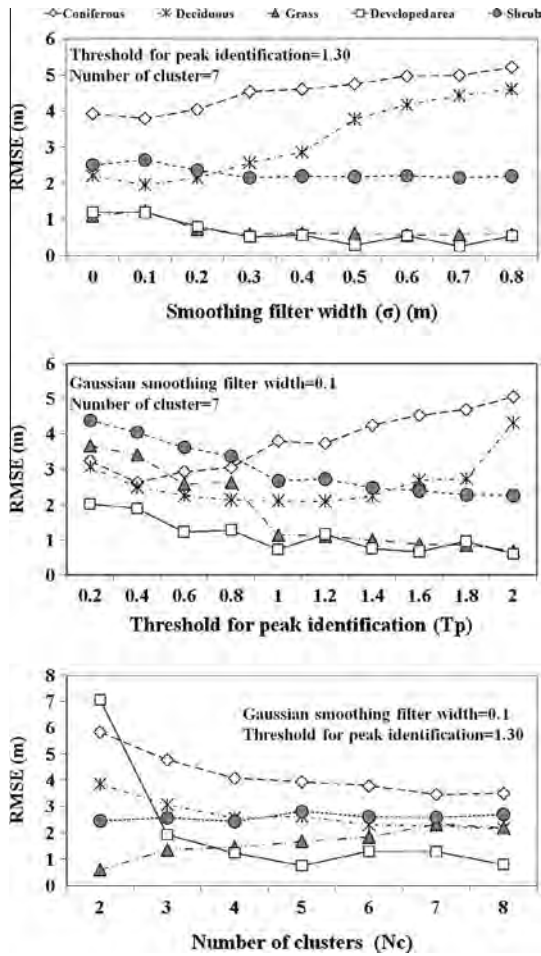 Coniferous Deciduous Grass Developed area Shrub
6
5
4
3
2
1
0
RMSE (m)
Threshold for peak identification=1.30
Number of cluster=7
0 0.1 0.2 0.3 0.4 0.5 0.6 0.7 0.8
Smoothing filter width (σ) (m)
6
5
4
3
2
1
0
RMSE (m)
Gaussian smoothing filter width=0.1
Number of cluster=7
0.2 0.4 0.6 0.8 1 1.2 1.4 1.6 1.8 2
Threshold for peak identification (Tp)
8
7
6
5
4
3
2
1
0
RMSE (m)
Gaussian smoothing filter width=0.1
Threshold for peak identification=1.30
2 3 4 5 6 7 8
Number of clusters (Nc)